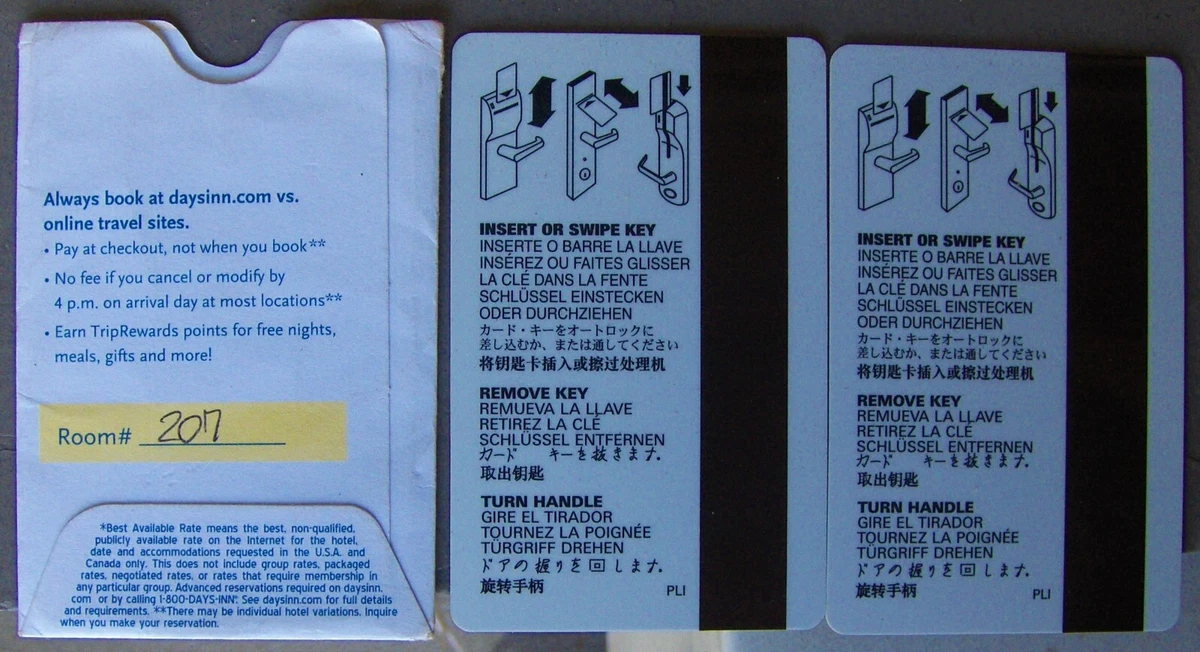 Always book at daysinn.com vs.
online travel sites.
• Pay at checkout, not when you book**
• No fee if you cancel or modify by
4 p.m. on arrival day at most locations**
• Earn TripRewards points for free nights,
meals, gifts and more!
Room# 207
*Best Available Rate means the best, non-qualified,
publicly available rate on the Internet for the hotel,
date and accommodations requested in the U.S.A. and
Canada only. This does not include group rates, packaged
rates, negotiated rates, or rates that require membership in
any particular group. Advanced reservations required on daysinn.
com or by calling 1-800-DAYS-INN®. See daysinn.com for full details
and requirements. **There may be individual hotel variations. Inquire
when you make your reservation.
INSERT OR SWIPE KEY
INSERTE O BARRE LA LLAVE
INSÉREZ OU FAITES GLISSER
LA CLÉ DANS LA FENTE
SCHLÜSSEL EINSTECKEN
ODER DURCHZIEHEN
カード・キーをオートロックに
差し込むか、または通してください
将钥匙卡插入或擦过处理机
REMOVE KEY
REMUEVA LA LLAVE
RETIREZ LA CLÉ
SCHLÜSSEL ENTFERNEN
カード キーを抜きます.
取出钥匙
TURN HANDLE
GIRE EL TIRADOR
TOURNEZ LA POIGNÉE
TÜRGRIFF DREHEN
ドアの握りを回します.
旋转手柄
PLI
INSERT OR SWIPE KEY
INSERTE O BARRE LA LLAVE
INSÉREZ OU FAITES GLISSER
LA CLÉ DANS LA FENTE
SCHLÜSSEL EINSTECKEN
ODER DURCHZIEHEN
カード・キーをオートロックに
差し込むか、または通してください
将钥匙卡插入或擦过处理机
REMOVE KEY
REMUEVA LA LLAVE
RETIREZ LA CLÉ
SCHLÜSSEL ENTFERNEN
カード キーを抜きます.
取出钥匙
TURN HANDLE
GIRE EL TIRADOR
TOURNEZ LA POIGNÉE
TÜRGRIFF DREHEN
ドアの握りを回します.
旋转手柄
PLI